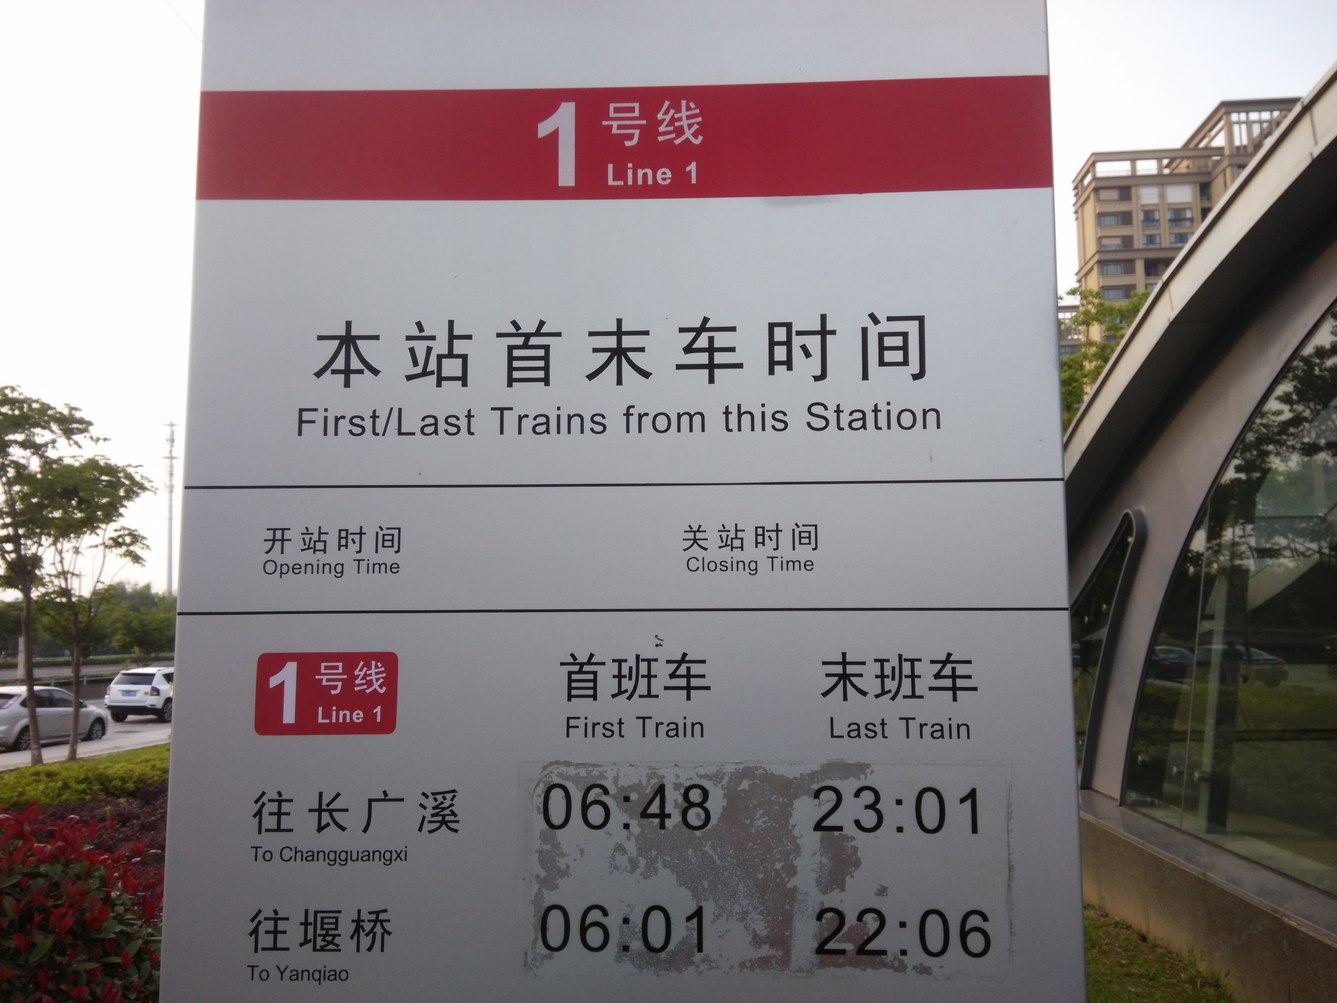 1 号线
Line 1
本站首末车时间
First/Last Trains from this Station
开站时间 关站时间
Opening Time Closing Time
1 号线 首班车 末班车
Line 1 First Train Last Train
往长广溪 06:48 23:01
To Changguangxi
往堰桥 06:01 22:06
To Yanqiao